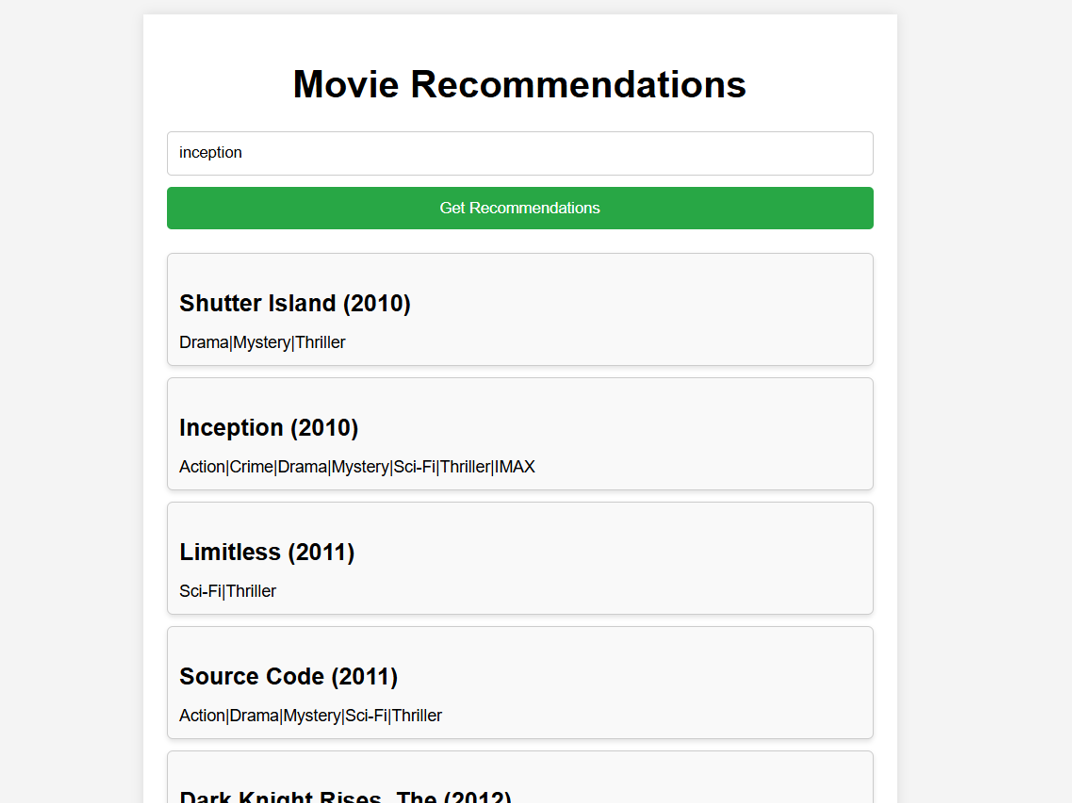 Movie Recommendations
inception
Get Recommendations
Shutter Island (2010)
Drama|Mystery|Thriller
Inception (2010)
Action|Crime|Drama|Mystery|Sci-Fi|Thriller|IMAX
Limitless (2011)
Sci-Fi|Thriller
Source Code (2011)
Action|Drama|Mystery|Sci-Fi|Thriller
Dark Knight Rises, The (2012)